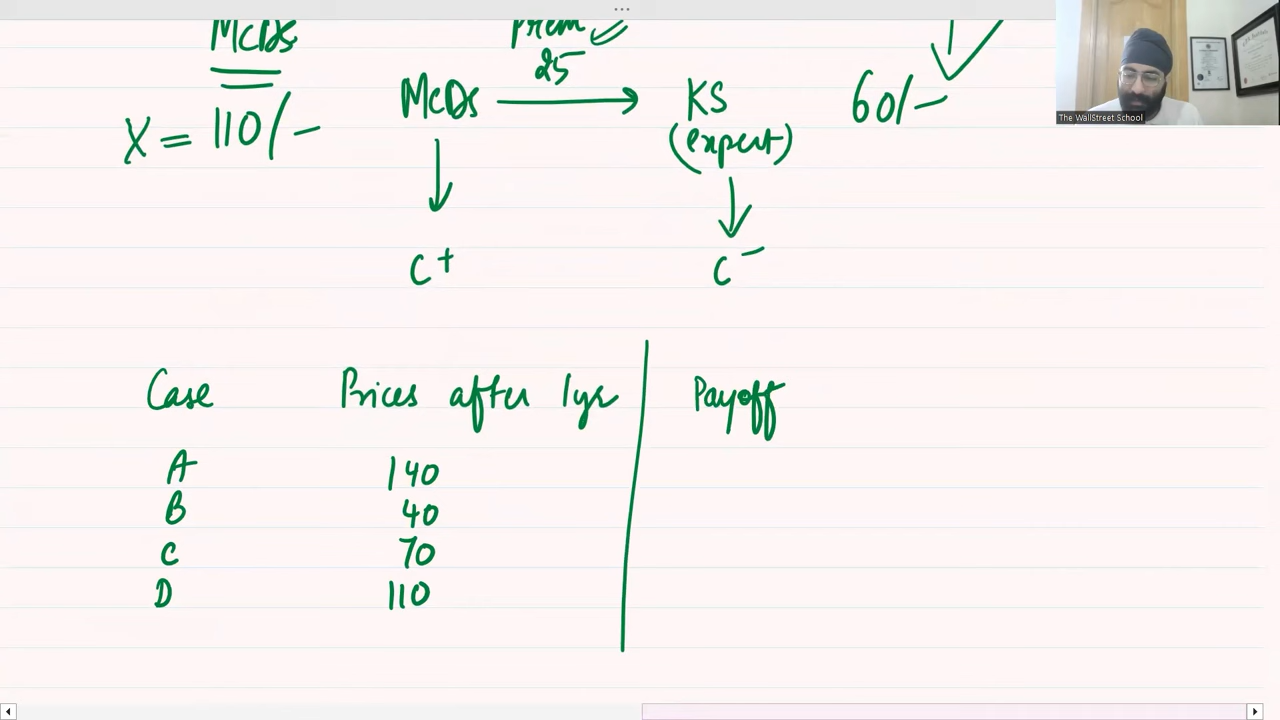 McDs
Prem
25
McDs → KS
60/-
X = 110/-
(expert)
C+
C-
Case Prices after 1yr Payoff
A 140
B 40
C 70
D 110
The WallStreet School